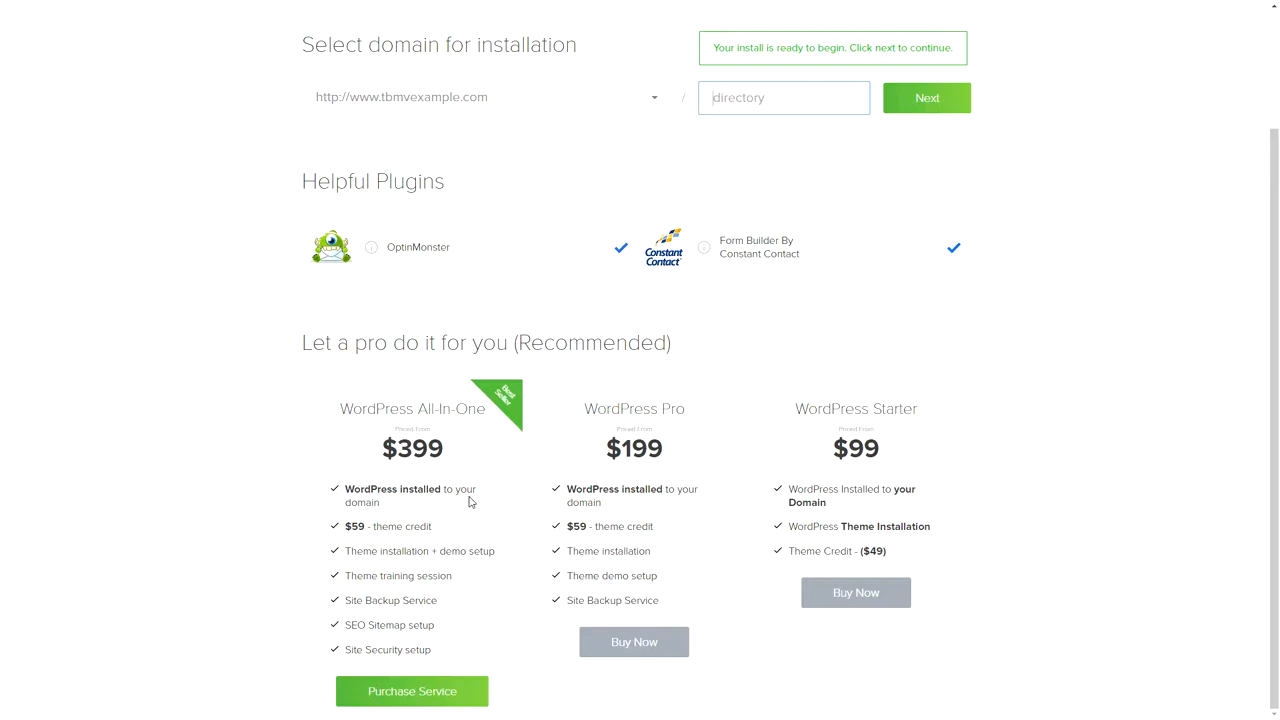 Select domain for installation
Your install is ready to begin. Click next to continue.
http://www.tbmvexample.com
/
directory
Next
Helpful Plugins
OptinMonster
Constant Contact
Form Builder By
Constant Contact
Let a pro do it for you (Recommended)
Best Seller
WordPress All-In-One
Priced From
$399
WordPress installed to your
domain
$59 - theme credit
Theme installation + demo setup
Theme training session
Site Backup Service
SEO Sitemap setup
Site Security setup
Purchase Service
WordPress Pro
Priced From
$199
WordPress installed to your
domain
$59 - theme credit
Theme installation
Theme demo setup
Site Backup Service
Buy Now
WordPress Starter
Priced From
$99
WordPress Installed to your
Domain
WordPress Theme Installation
Theme Credit - ($49)
Buy Now